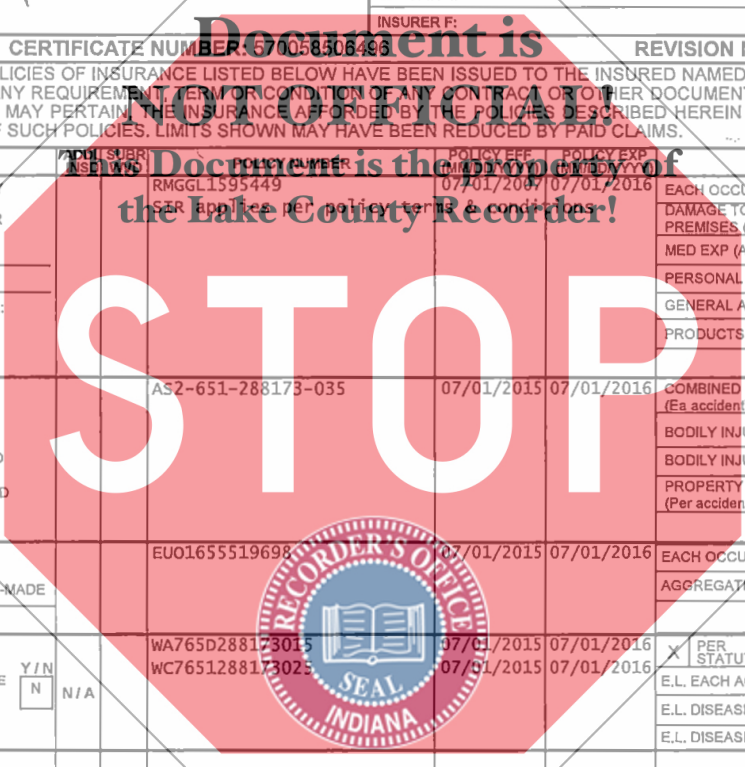 INSURER F:
Document is
CERTIFICATE NUMBER: 570058506496
REVISION
LICIES OF INSURANCE LISTED BELOW HAVE BEEN ISSUED TO THE INSURED NAMED
NOT OFFICIAL!
NY REQUIREMENT, TERM OR CONDITION OF ANY CONTRACT OR OTHER DOCUMENT
MAY PERTAIN, THE INSURANCE AFFORDED BY THE POLICIES DESCRIBED HEREIN
SUCH POLICIES. LIMITS SHOWN MAY HAVE BEEN REDUCED BY PAID CLAIMS.
This Document is the property of
the Lake County Recorder!
ADDL INSD SUBR WVD POLICY NUMBER POLICY EFF (MM/DD/YYYY) POLICY EXP (MM/DD/YYYY)
RMGGL1595449 07/01/2007 07/01/2016 EACH OCCU
SIR applies per policy terms & conditions
DAMAGE TO
PREMISES
MED EXP (A
PERSONAL
GENERAL A
PRODUCTS
STOP
AS2-651-288173-035 07/01/2015 07/01/2016 COMBINED
(Ea accident
BODILY INJU
BODILY INJU
PROPERTY
(Per acciden
EUO1655519698 07/01/2015 07/01/2016 EACH OCCU
-MADE AGGREGAT
RECORDER'S OFFICE
SEAL
INDIANA
WA765D288173015 07/01/2015 07/01/2016 X PER STATU
WC7651288173025 07/01/2015 07/01/2016
Y / N
N
N / A
E.L. EACH A
E.L. DISEAS
E.L. DISEAS